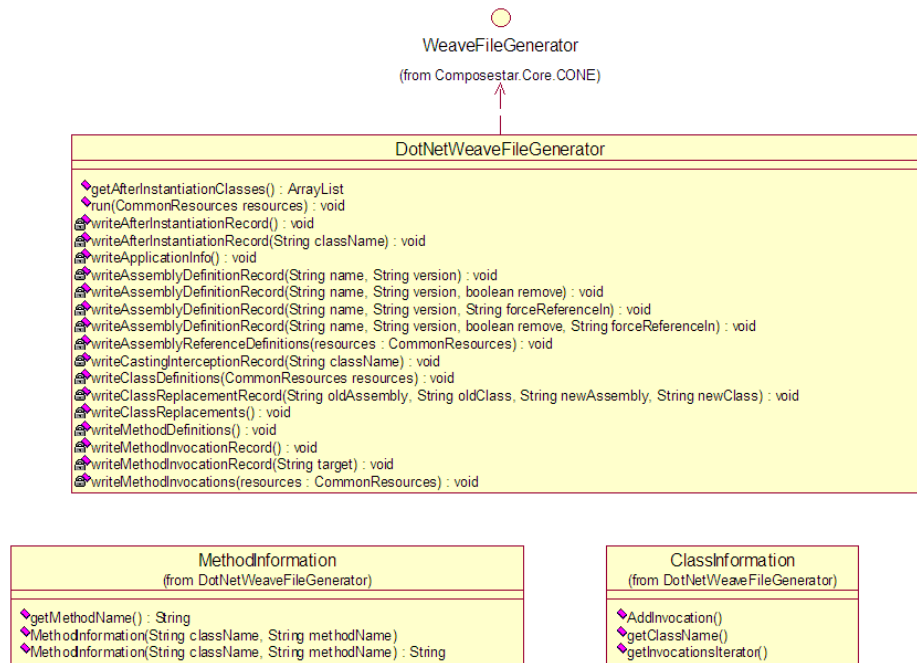 WeaveFileGenerator
(from Composestar.Core.CONE)
DotNetWeaveFileGenerator
getAfterInstantiationClasses() : ArrayList
run(CommonResources resources) : void
writeAfterInstantiationRecord() : void
writeAfterInstantiationRecord(String className) : void
writeApplicationInfo() : void
writeAssemblyDefinitionRecord(String name, String version) : void
writeAssemblyDefinitionRecord(String name, String version, boolean remove) : void
writeAssemblyDefinitionRecord(String name, String version, String forceReferenceIn) : void
writeAssemblyDefinitionRecord(String name, String version, boolean remove, String forceReferenceIn) : void
writeAssemblyReferenceDefinitions(resources : CommonResources) : void
writeCastingInterceptionRecord(String className) : void
writeClassDefinitions(CommonResources resources) : void
writeClassReplacementRecord(String oldAssembly, String oldClass, String newAssembly, String newClass) : void
writeClassReplacements() : void
writeMethodDefinitions() : void
writeMethodInvocationRecord() : void
writeMethodInvocationRecord(String target) : void
writeMethodInvocations(resources : CommonResources) : void
MethodInformation
(from DotNetWeaveFileGenerator)
getMethodName() : String
MethodInformation(String className, String methodName)
MethodInformation(String className, String methodName) : String
ClassInformation
(from DotNetWeaveFileGenerator)
AddInvocation()
getClassName()
getInvocationsIterator()